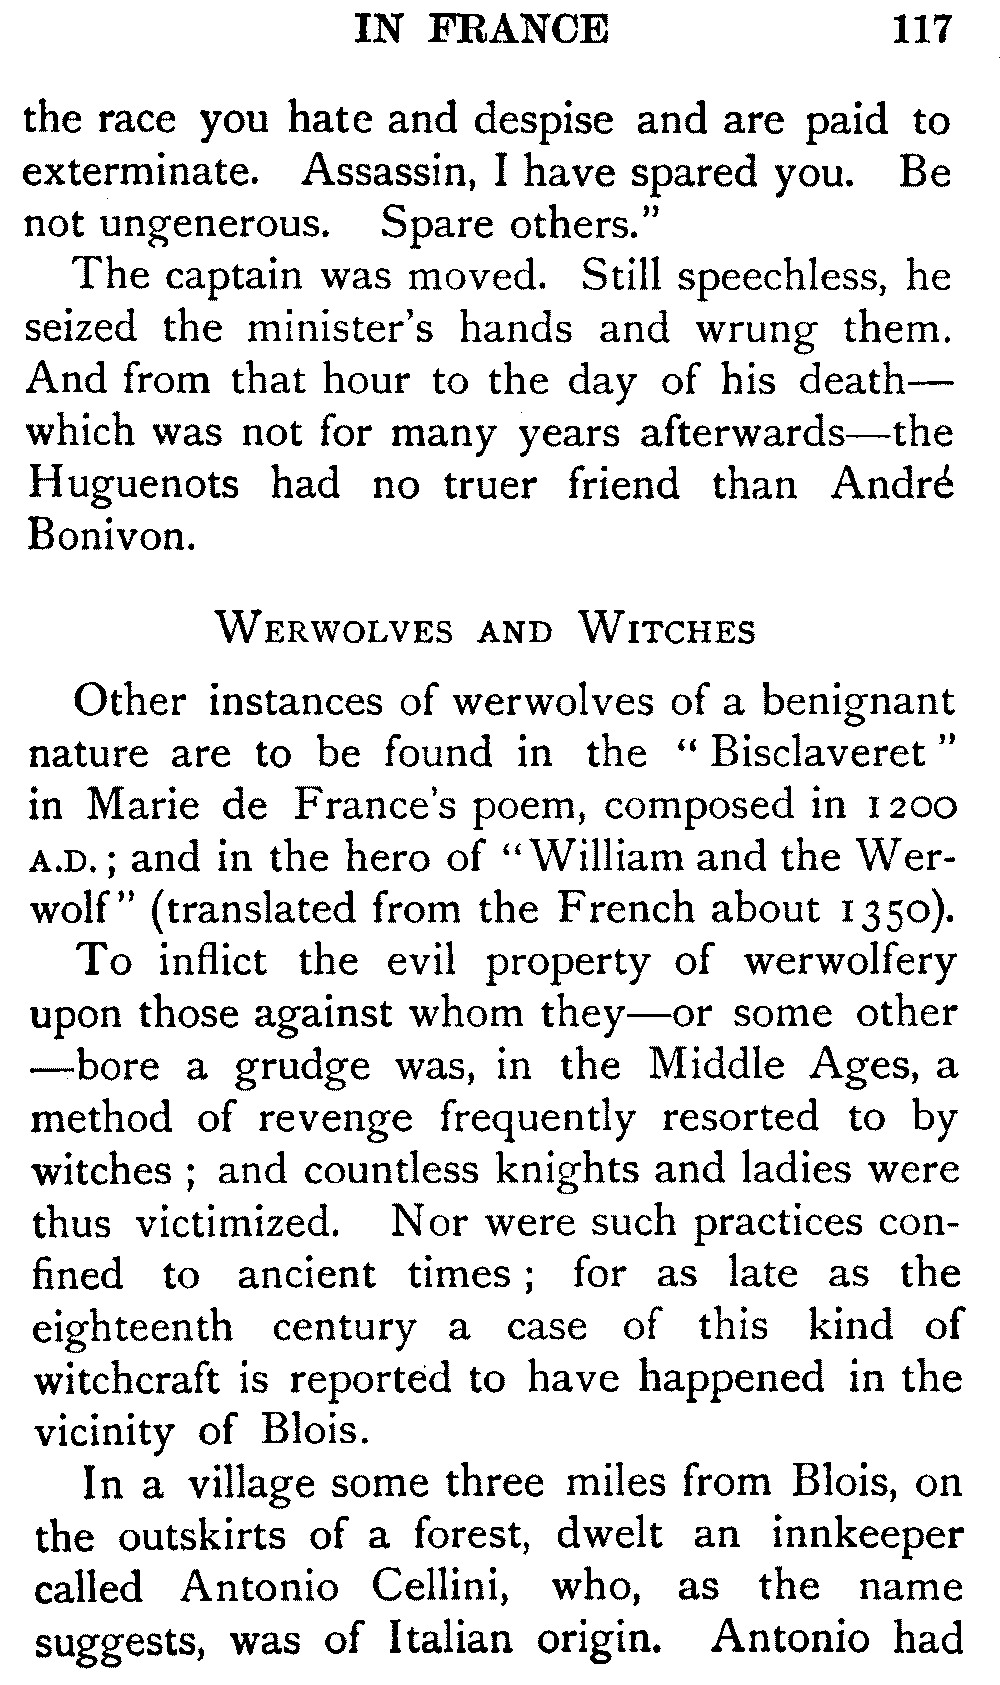 IN FRANCE 117
the race you hate and despise and are paid to
exterminate. Assassin, I have spared you. Be
not ungenerous. Spare others."
The captain was moved. Still speechless, he
seized the minister's hands and wrung them.
And from that hour to the day of his death—
which was not for many years afterwards—the
Huguenots had no truer friend than André
Bonivon.
WERWOLVES AND WITCHES
Other instances of werwolves of a benignant
nature are to be found in the "Bisclaveret"
in Marie de France's poem, composed in 1200
A.D.; and in the hero of "William and the Wer-
wolf" (translated from the French about 1350).
To inflict the evil property of werwolfery
upon those against whom they—or some other
—bore a grudge was, in the Middle Ages, a
method of revenge frequently resorted to by
witches; and countless knights and ladies were
thus victimized. Nor were such practices con-
fined to ancient times; for as late as the
eighteenth century a case of this kind of
witchcraft is reported to have happened in the
vicinity of Blois.
In a village some three miles from Blois, on
the outskirts of a forest, dwelt an innkeeper
called Antonio Cellini, who, as the name
suggests, was of Italian origin. Antonio had